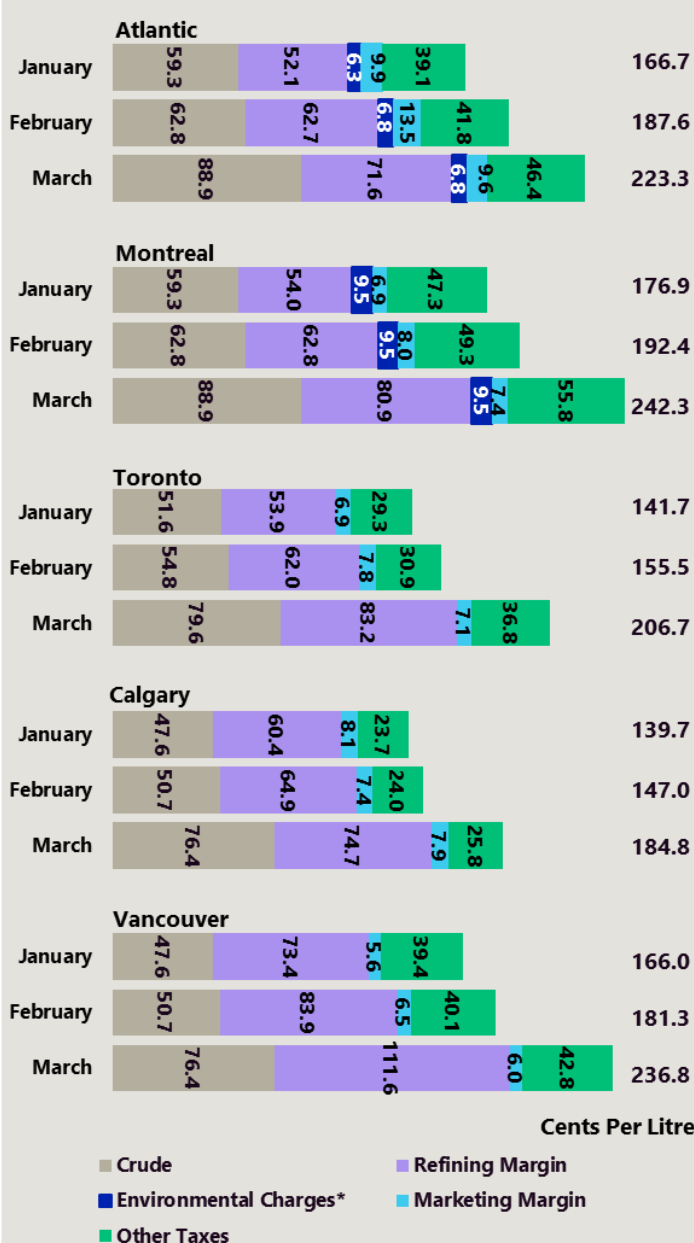 Atlantic
January 59.3 52.1 6.3 9.9 39.1 166.7
February 62.8 62.7 6.8 13.5 41.8 187.6
March 88.9 71.6 6.8 9.6 46.4 223.3
Montreal
January 59.3 54.0 9.5 6.9 47.3 176.9
February 62.8 62.8 9.5 8.0 49.3 192.4
March 88.9 80.9 9.5 7.4 55.8 242.3
Toronto
January 51.6 53.9 6.9 29.3 141.7
February 54.8 62.0 7.8 30.9 155.5
March 79.6 83.2 7.1 36.8 206.7
Calgary
January 47.6 60.4 8.1 23.7 139.7
February 50.7 64.9 7.4 24.0 147.0
March 76.4 74.7 7.9 25.8 184.8
Vancouver
January 47.6 73.4 5.6 39.4 166.0
February 50.7 83.9 6.5 40.1 181.3
March 76.4 111.6 6.0 42.8 236.8
Cents Per Litre
Crude Refining Margin
Environmental Charges* Marketing Margin
Other Taxes